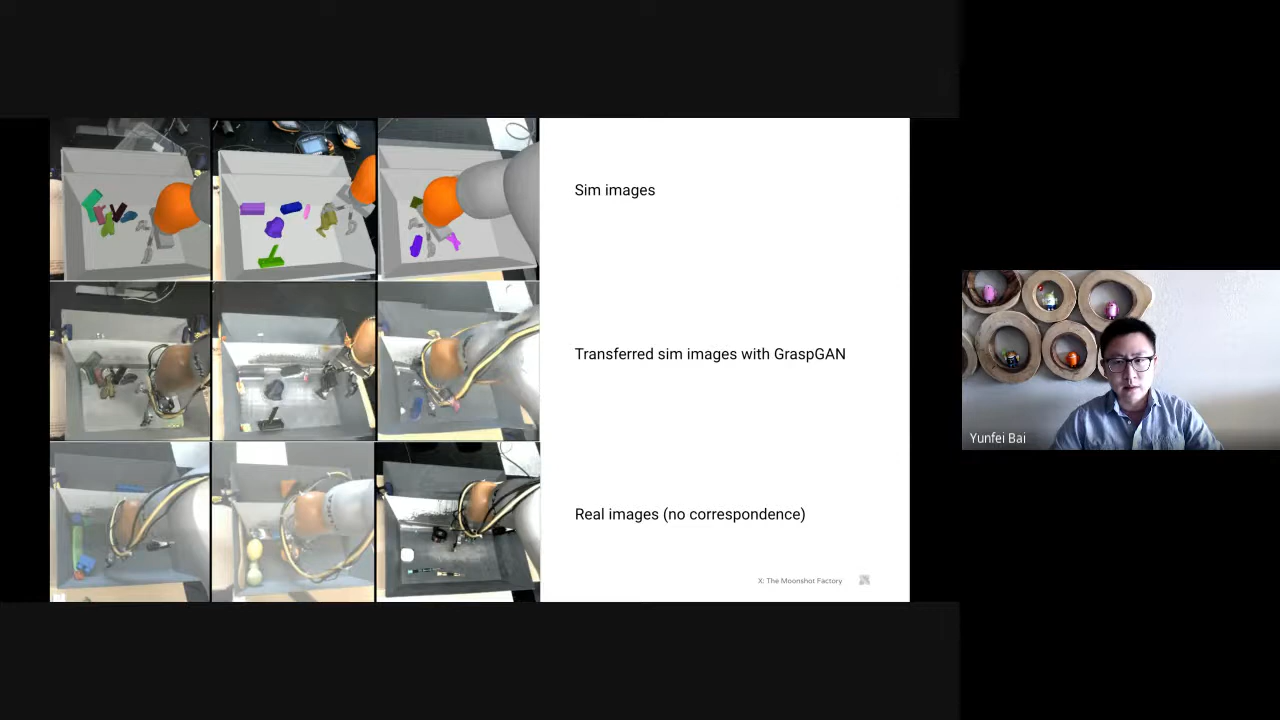 Sim images
Transferred sim images with GraspGAN
Real images (no correspondence)
X: The Moonshot Factory
Yunfei Bai